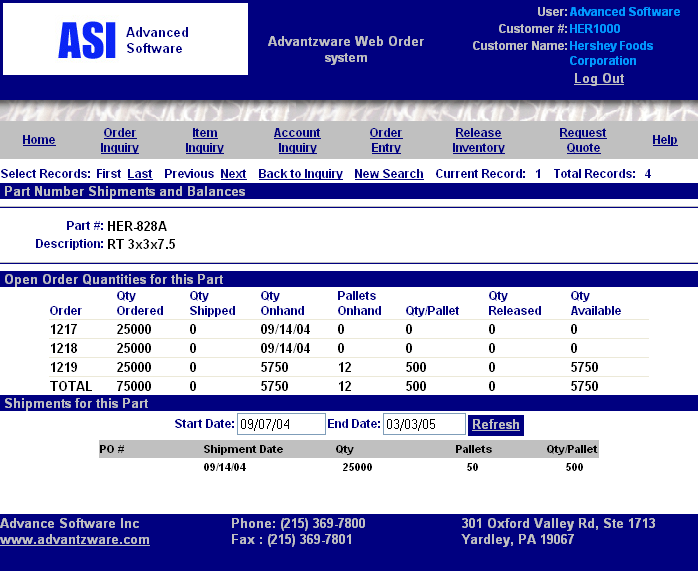 ASI Advanced Software
Advantzware Web Order system
User: Advanced Software
Customer #: HER1000
Customer Name: Hershey Foods Corporation
Log Out
Home Order Inquiry Item Inquiry Account Inquiry Order Entry Release Inventory Request Quote Help
Select Records: First Last Previous Next Back to Inquiry New Search Current Record: 1 Total Records: 4
Part Number Shipments and Balances
Part #: HER-828A
Description: RT 3x3x7.5
Open Order Quantities for this Part
Order Qty Ordered Qty Shipped Qty Onhand Pallets Onhand Qty/Pallet Qty Released Qty Available
1217 25000 0 09/14/04 0 0 0 0
1218 25000 0 09/14/04 0 0 0 0
1219 25000 0 5750 12 500 0 5750
TOTAL 75000 0 5750 12 500 0 5750
Shipments for this Part
Start Date: 09/07/04 End Date: 03/03/05 Refresh
PO # Shipment Date Qty Pallets Qty/Pallet
09/14/04 25000 50 500
Advance Software Inc Phone: (215) 369-7800 301 Oxford Valley Rd, Ste 1713
www.advantzware.com Fax : (215) 369-7801 Yardley, PA 19067